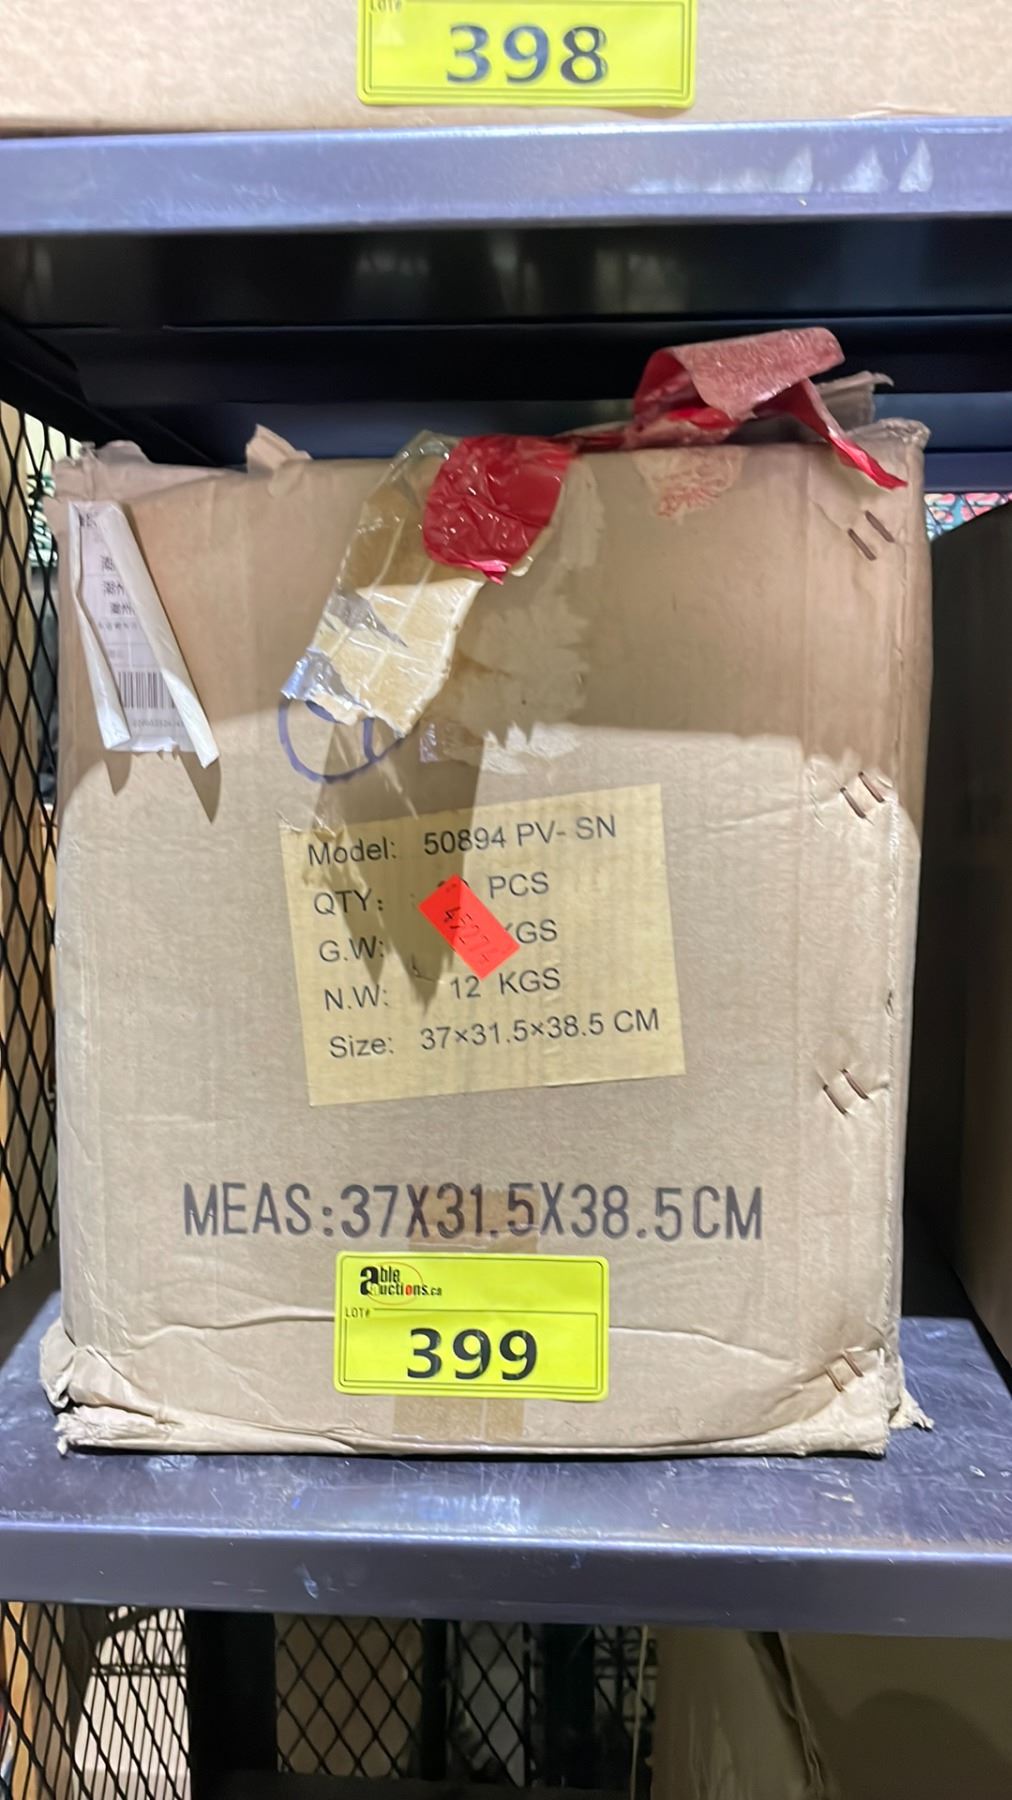 LOT#
398
Model: 50894 PV- SN
QTY: PCS
G.W: KGS
N.W: 12 KGS
Size: 37×31.5×38.5 CM
MEAS:37X31.5X38.5CM
Able Auctions.ca
LOT#
399